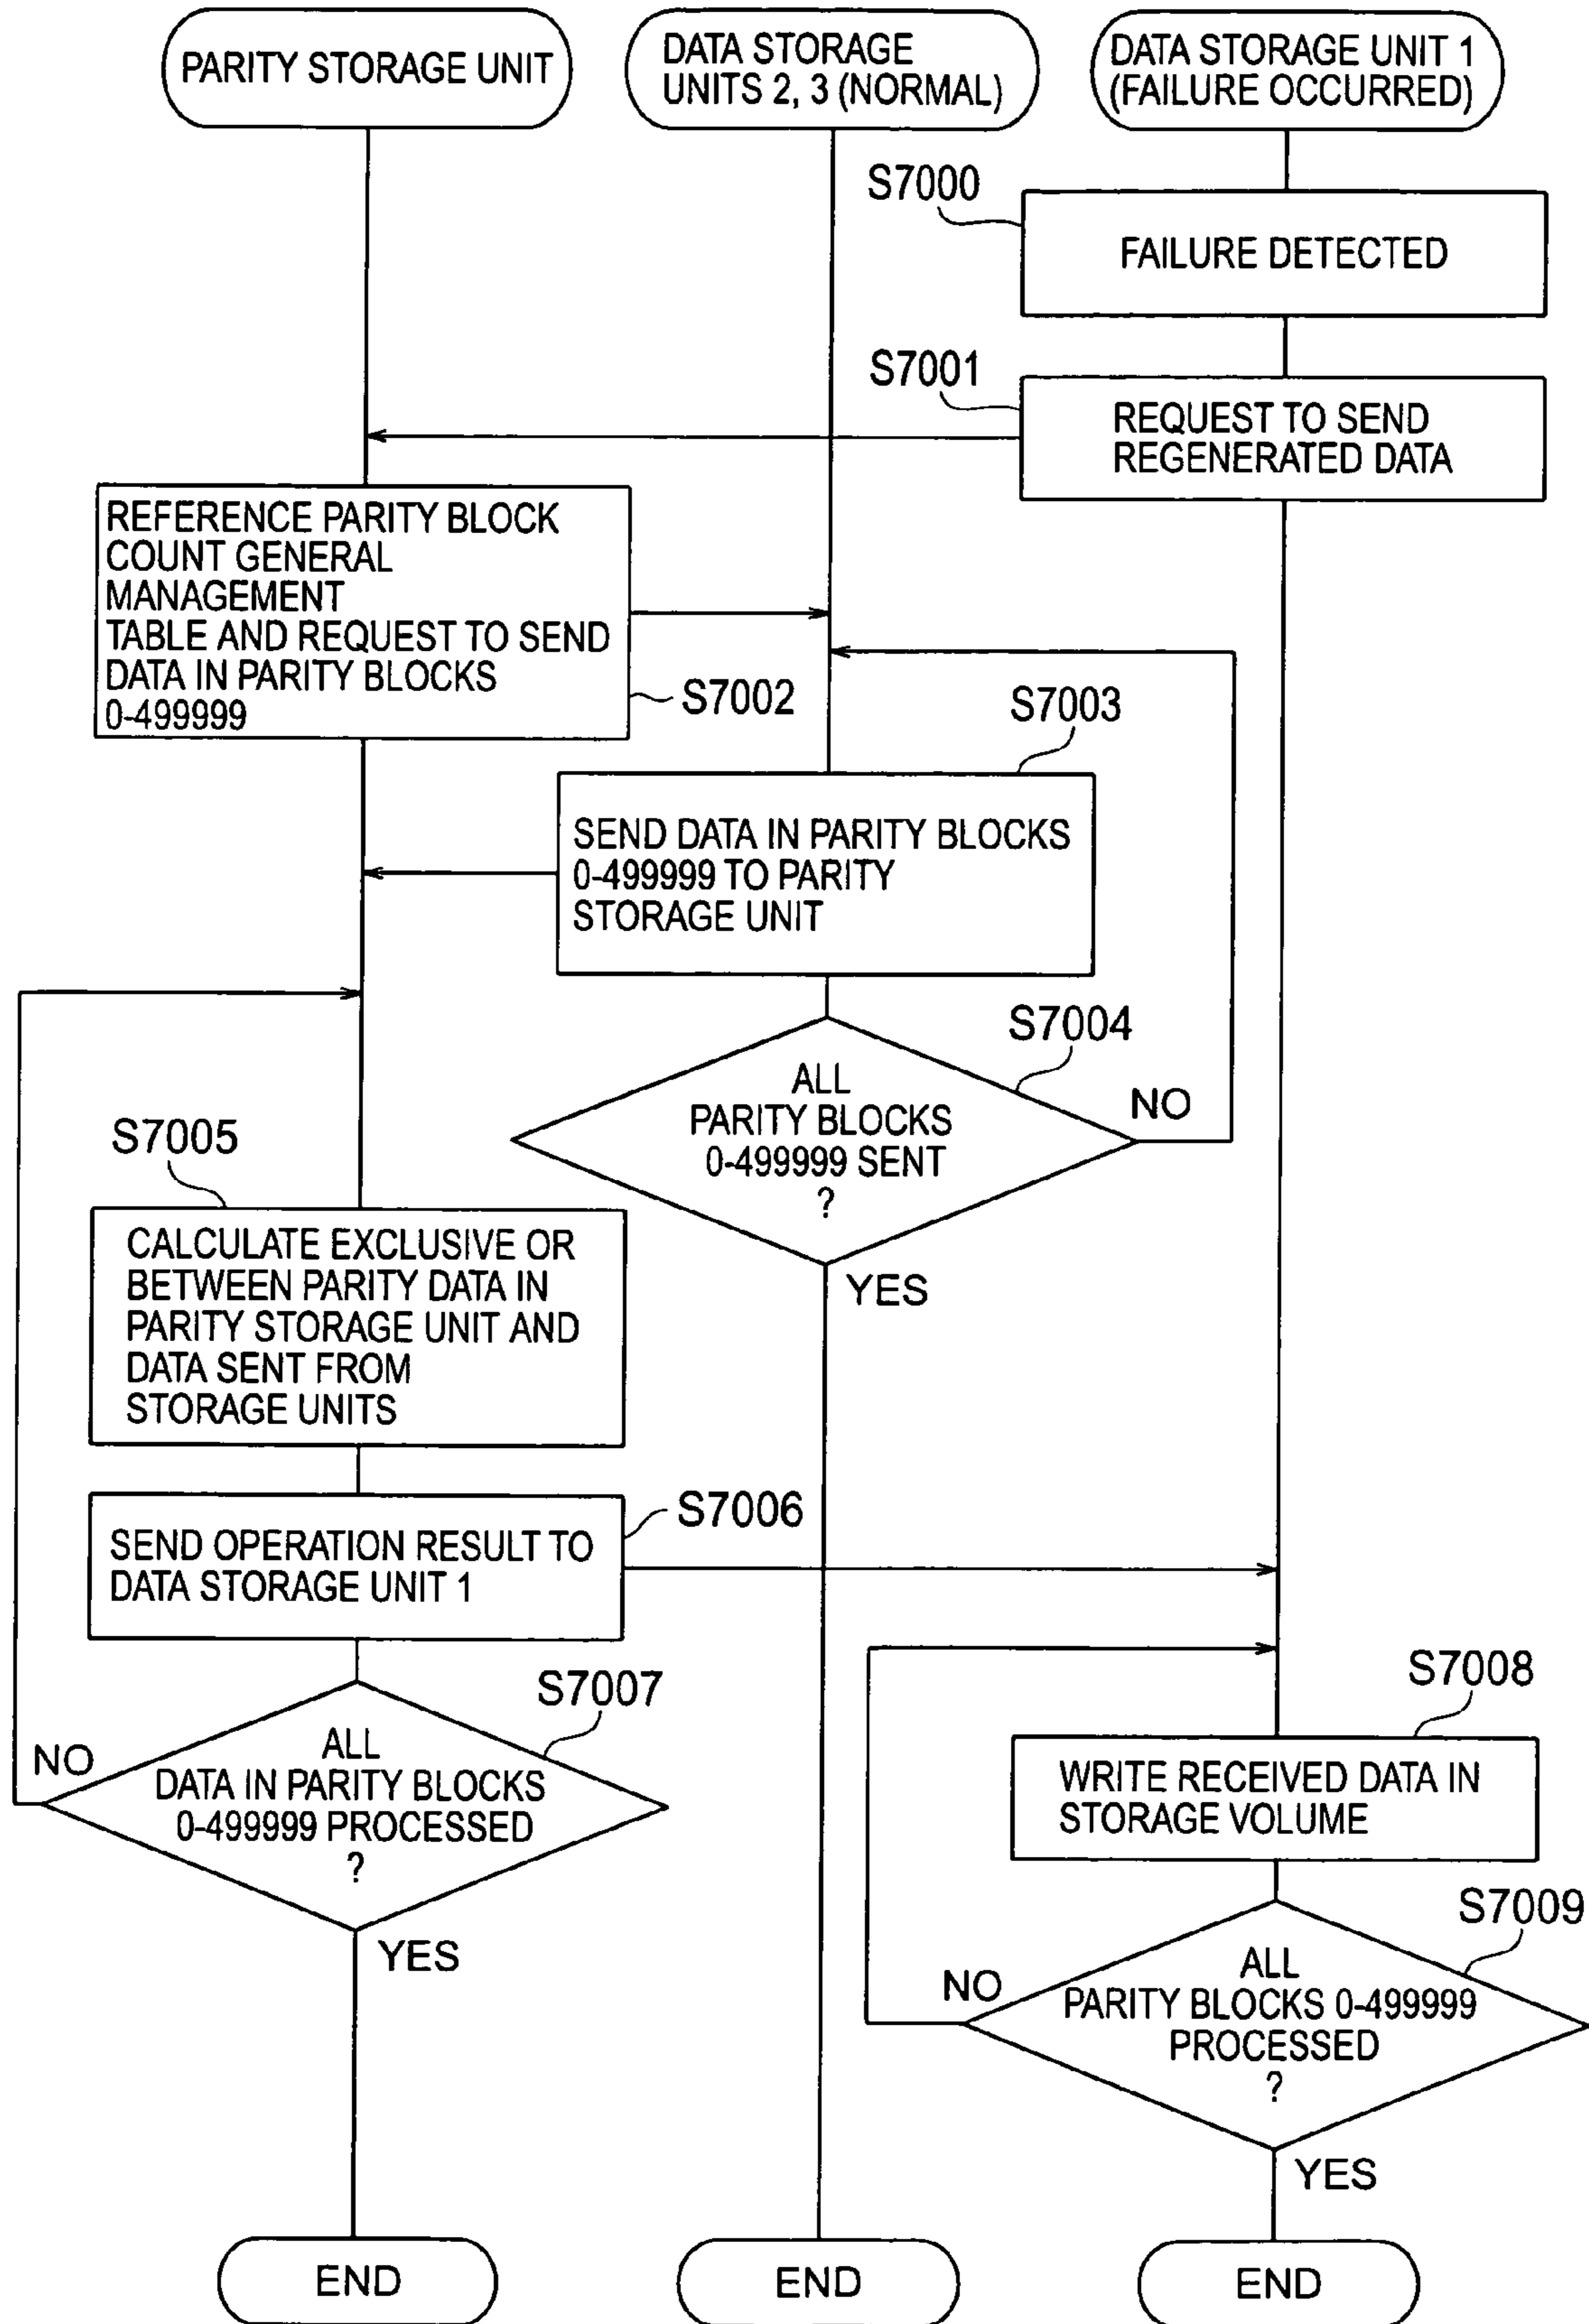 PARITY STORAGE UNIT
DATA STORAGE
UNITS 2, 3 (NORMAL)
DATA STORAGE UNIT 1
(FAILURE OCCURRED)
S7000
FAILURE DETECTED
S7001
REQUEST TO SEND
REGENERATED DATA
REFERENCE PARITY BLOCK
COUNT GENERAL
MANAGEMENT
TABLE AND REQUEST TO SEND
DATA IN PARITY BLOCKS
0-499999
S7002
S7003
SEND DATA IN PARITY BLOCKS
0-499999 TO PARITY
STORAGE UNIT
S7004
ALL
PARITY BLOCKS
0-499999 SENT
?
NO
YES
S7005
CALCULATE EXCLUSIVE OR
BETWEEN PARITY DATA IN
PARITY STORAGE UNIT AND
DATA SENT FROM
STORAGE UNITS
S7006
SEND OPERATION RESULT TO
DATA STORAGE UNIT 1
S7007
NO
ALL
DATA IN PARITY BLOCKS
0-499999 PROCESSED
?
YES
S7008
WRITE RECEIVED DATA IN
STORAGE VOLUME
S7009
NO
ALL
PARITY BLOCKS 0-499999
PROCESSED
?
YES
END
END
END